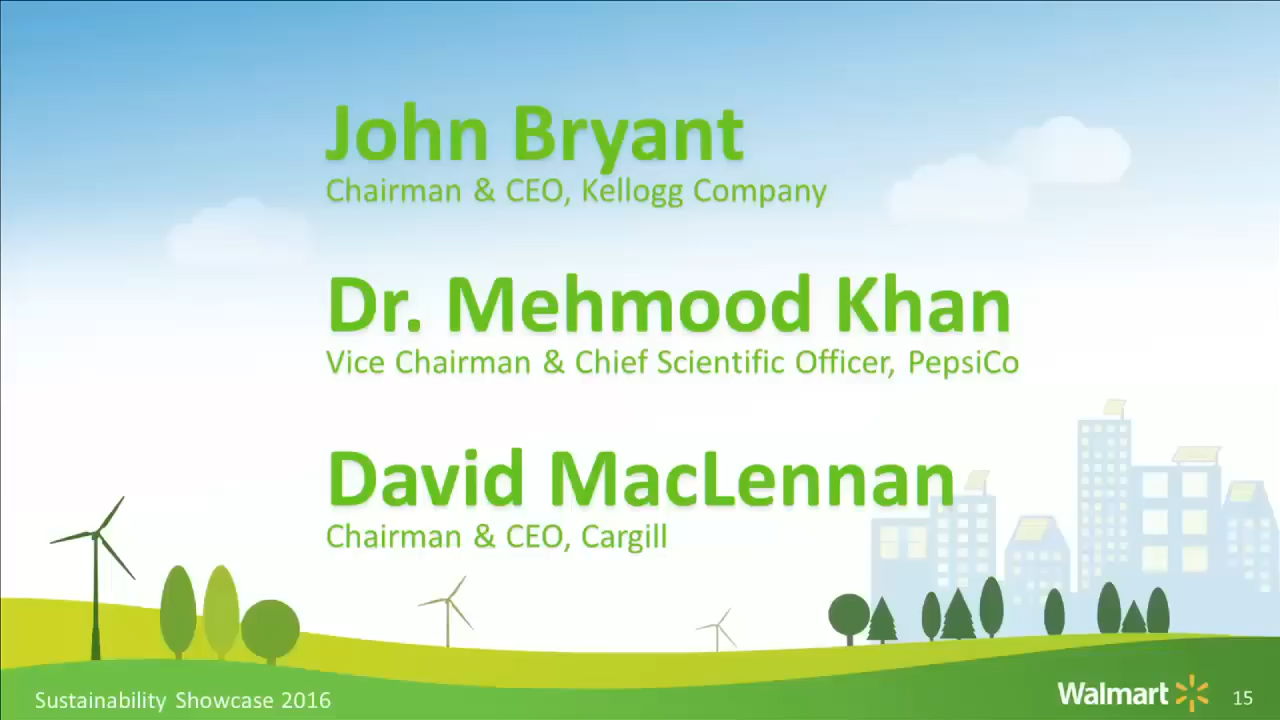 John Bryant
Chairman & CEO, Kellogg Company
Dr. Mehmood Khan
Vice Chairman & Chief Scientific Officer, PepsiCo
David MacLennan
Chairman & CEO, Cargill
Sustainability Showcase 2016
Walmart
15